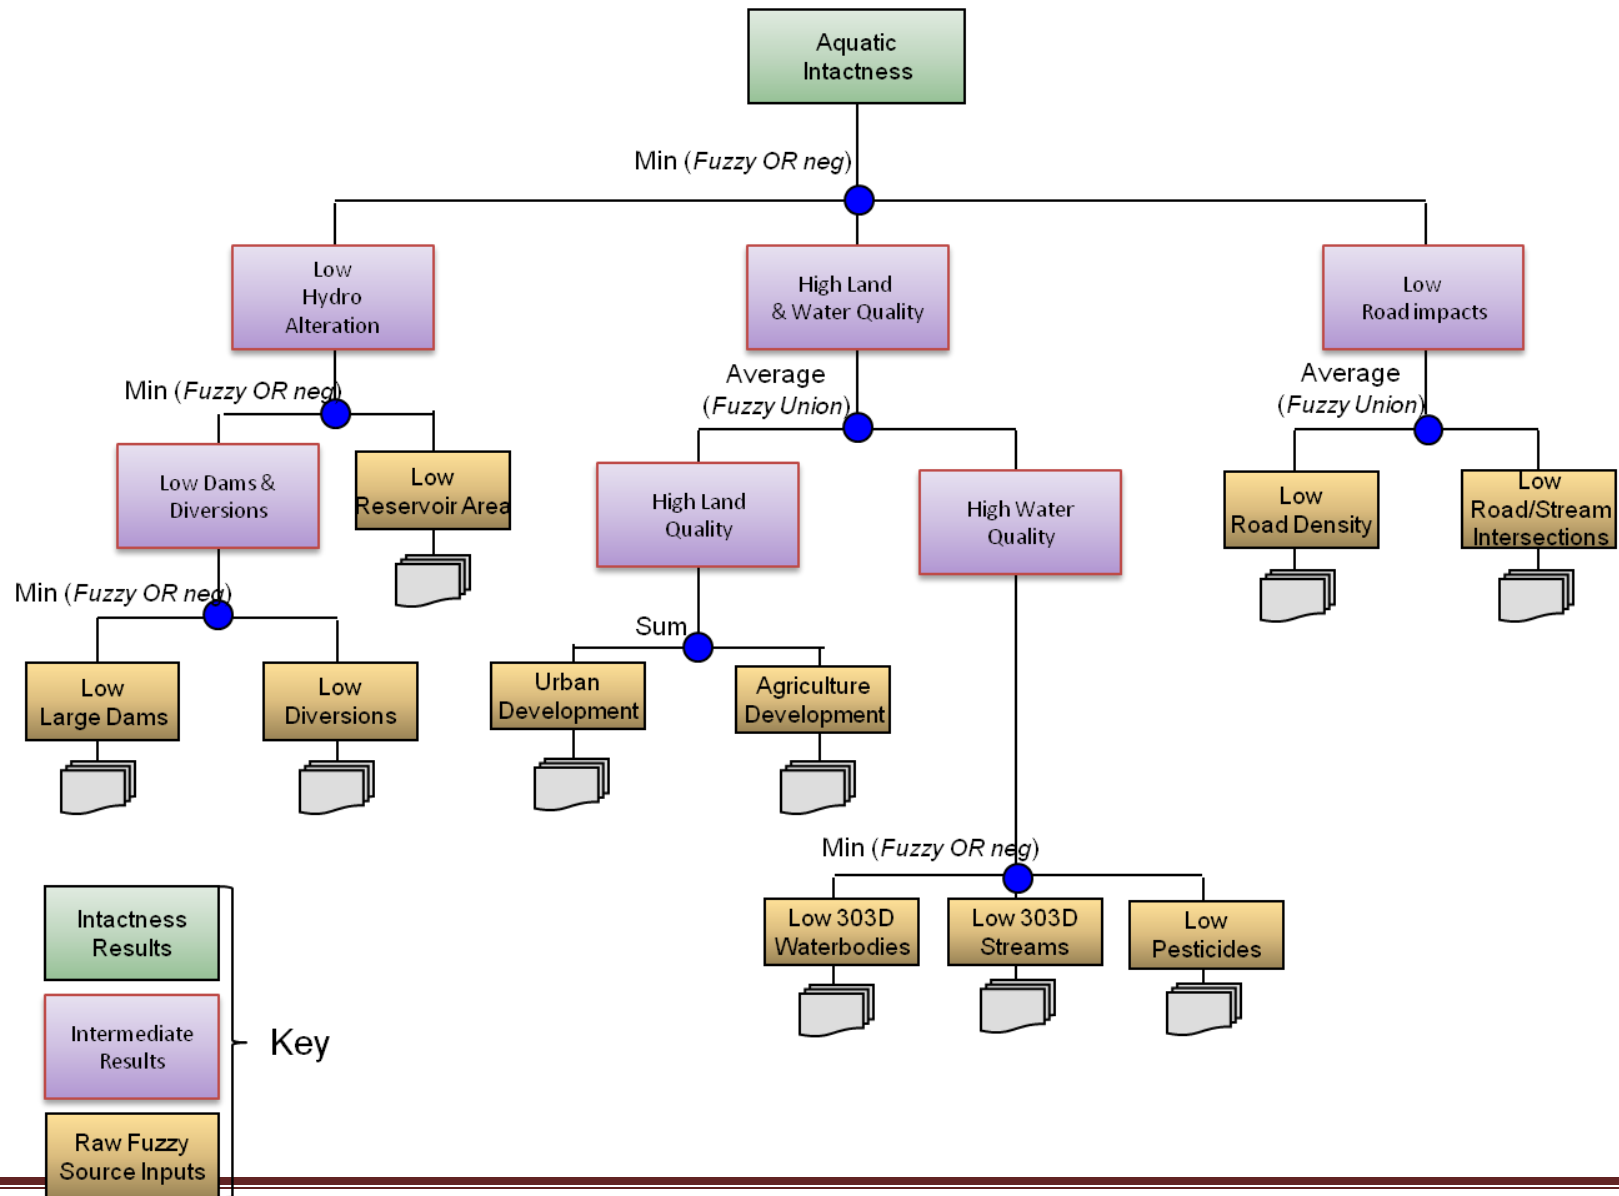 Aquatic
Intactness
Min (Fuzzy OR neg)
Low
Hydro
Alteration
High Land
& Water Quality
Low
Road impacts
Min (Fuzzy OR neg)
Average
(Fuzzy Union)
Average
(Fuzzy Union)
Low Dams &
Diversions
Low
Reservoir Area
High Land
Quality
High Water
Quality
Low
Road Density
Low
Road/Stream
Intersections
Min (Fuzzy OR neg)
Sum
Low
Large Dams
Low
Diversions
Urban
Development
Agriculture
Development
Min (Fuzzy OR neg)
Low 303D
Waterbodies
Low 303D
Streams
Low
Pesticides
Intactness
Results
Intermediate
Results
Key
Raw Fuzzy
Source Inputs